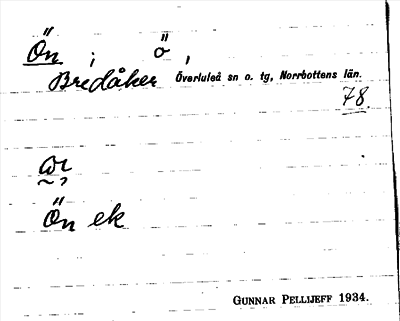 Ön ; ö ,
Bredåker Överluleå sn o. tg, Norrbottens län.
78
Ön ek
GUNNAR PELLIJEFF 1934.